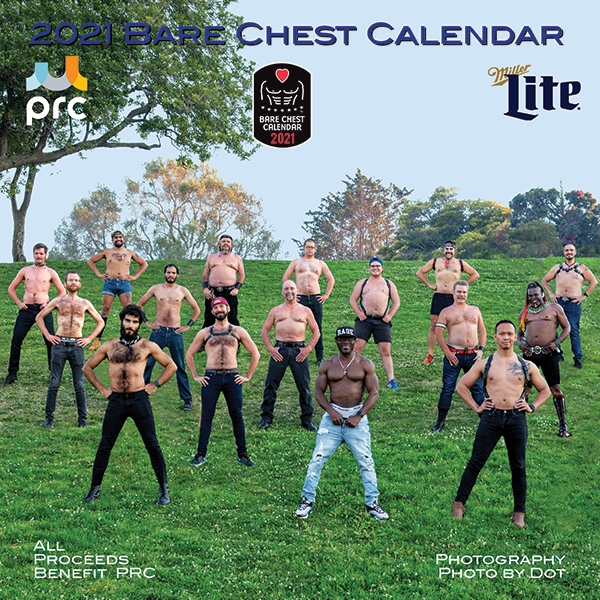 2021 Bare Chest Calendar
prc
BARE CHEST
CALENDAR
2021
Miller
Lite
RAGE
All
Proceeds
Benefit PRC
Photography
Photo by Dot